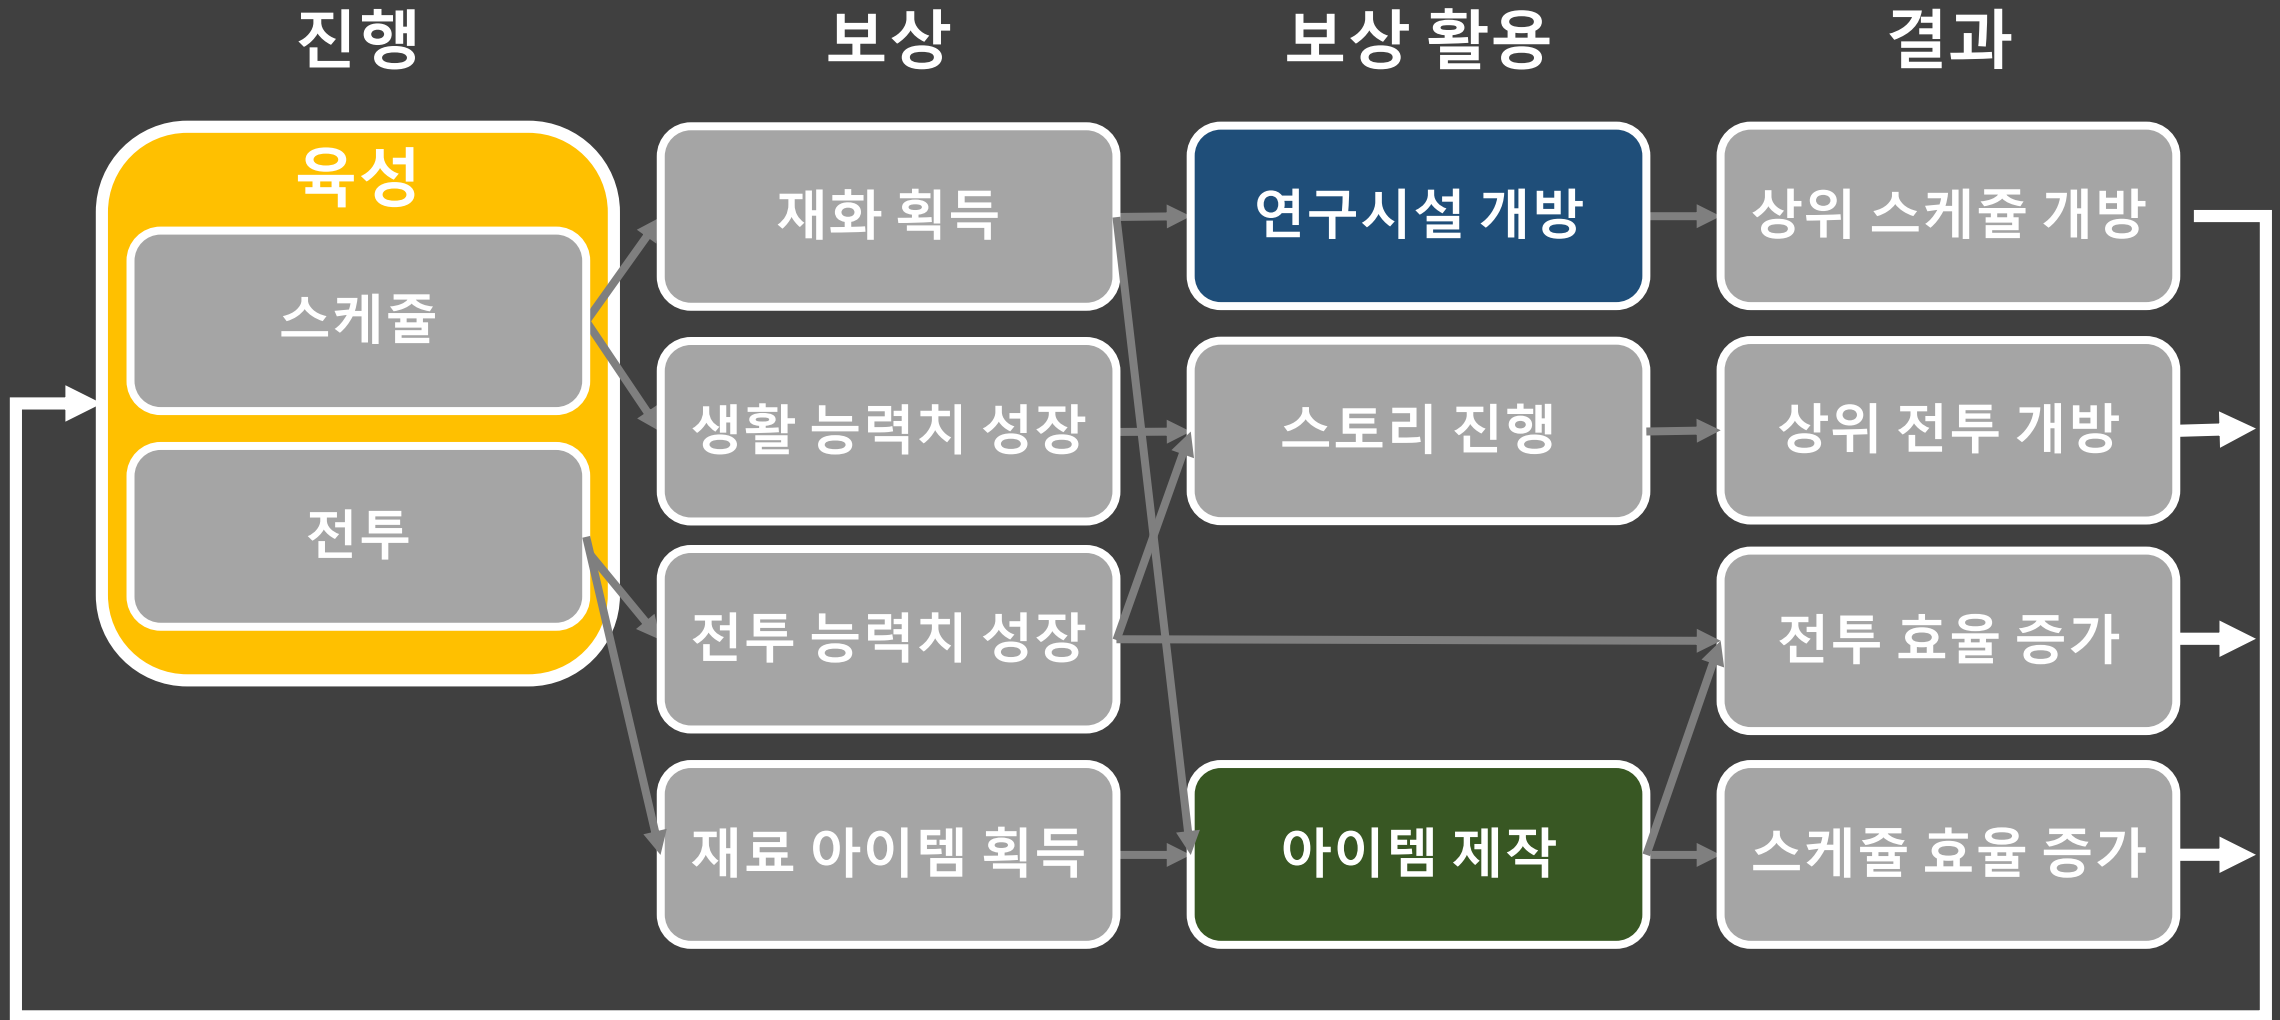 진행
보상
보상 활용
결과
육성
스케줄
전투
재화 획득
생활 능력치 성장
전투 능력치 성장
재료 아이템 획득
연구시설 개방
스토리 진행
아이템 제작
상위 스케줄 개방
상위 전투 개방
전투 효율 증가
스케줄 효율 증가